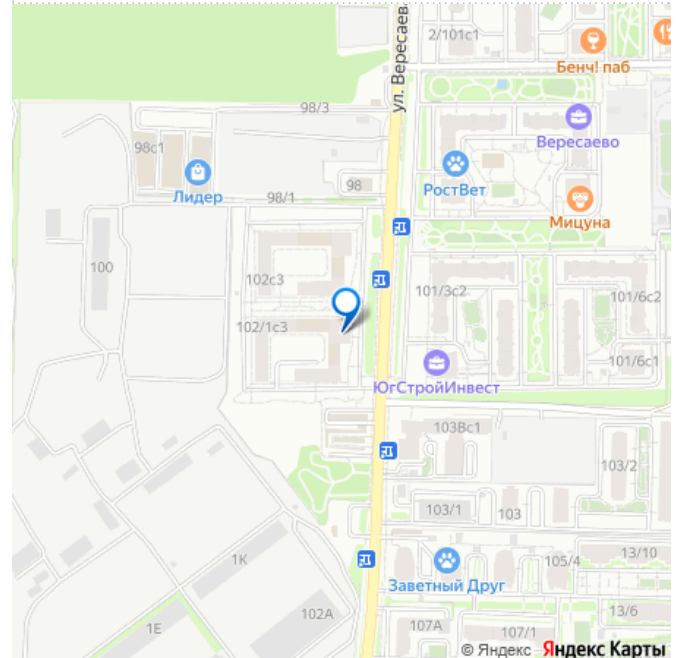 2/101с1
Бенч! паб
ул. Вересаев
98/3
98с1
Вересаево
РостВет
Лидер
98
98/1
Мицуна
100
102с3
101/3с2
101/6с2
102/1с3
101/6с1
ЮгСтройИнвест
103Вс1
103/2
103/1
103
1К
13/10
105/4
Заветный Друг
102А
13/6
1Е
107А
107/1
© Яндекс Яндекс Карты